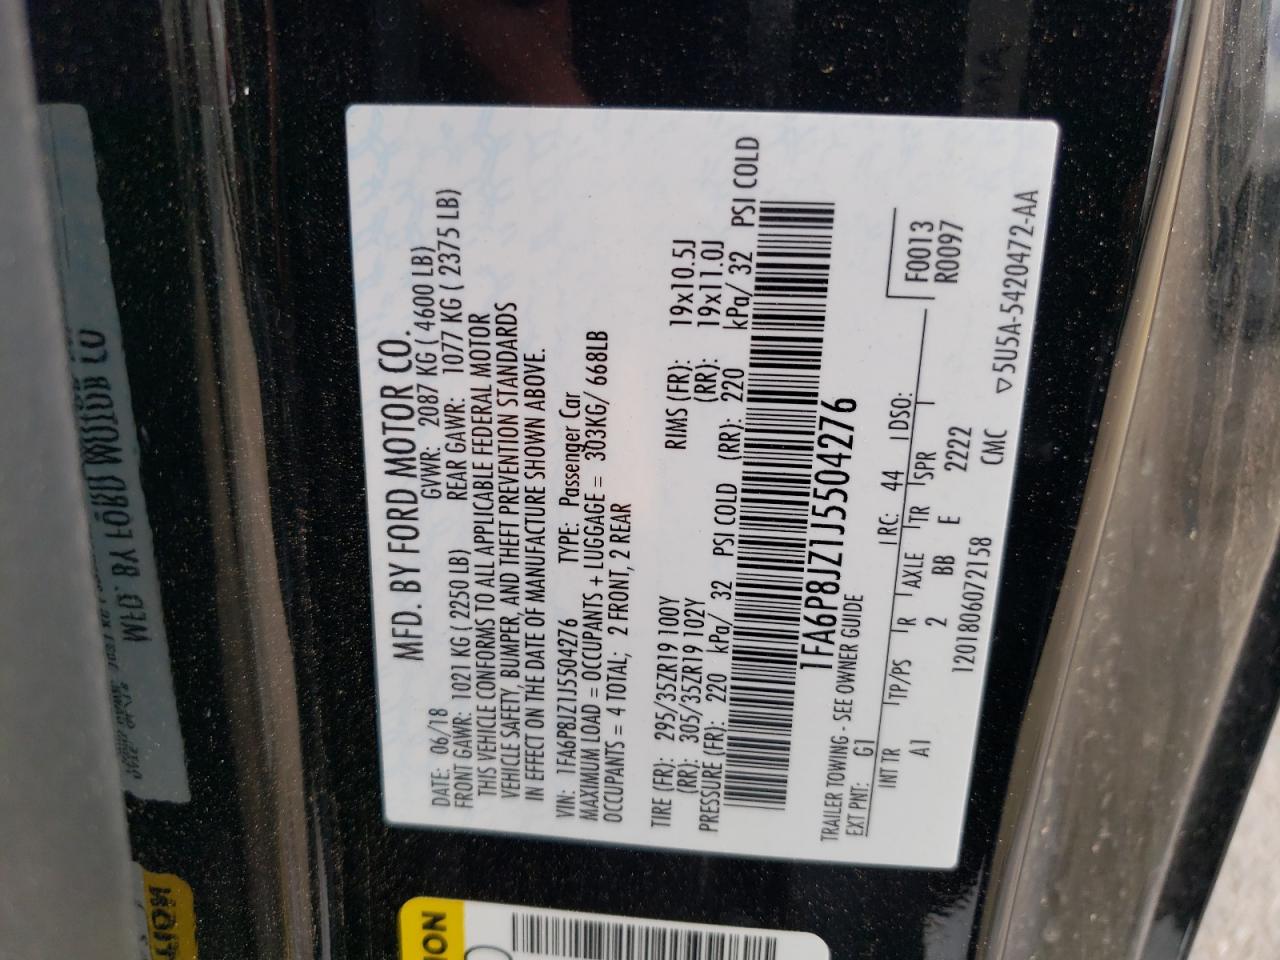 MFD. BY FORD MOTOR CO.
DATE: 06/18 GVWR: 2087 KG ( 4600 LB)
FRONT GAWR: 1021 KG ( 2250 LB) REAR GAWR: 1077 KG ( 2375 LB)
THIS VEHICLE CONFORMS TO ALL APPLICABLE FEDERAL MOTOR
VEHICLE SAFETY, BUMPER, AND THEFT PREVENTION STANDARDS
IN EFFECT ON THE DATE OF MANUFACTURE SHOWN ABOVE.
VIN: 1FA6P8JZ1J5504276 TYPE: Passenger Car
MAXIMUM LOAD = OCCUPANTS + LUGGAGE = 303KG/ 668LB
OCCUPANTS = 4 TOTAL; 2 FRONT, 2 REAR
TIRE (FR): 295/35ZR19 100Y RIMS (FR): 19x10.5J
(RR): 305/35ZR19 102Y (RR): 19x11.0J
PRESSURE (FR): 220 kPa/ 32 PSI COLD (RR): 220 kPa/ 32 PSI COLD
1FA6P8JZ1J5504276
TRAILER TOWING - SEE OWNER GUIDE
EXT PNT: G1 RC: 44 DSO: F0013
INT TR TP/PS R AXLE TR SPR R0097
A1 2 BB E 2222
1201806072158 CMC ▽5U5A-5420472-AA
MFD. BY FORD MOTOR CO
ION